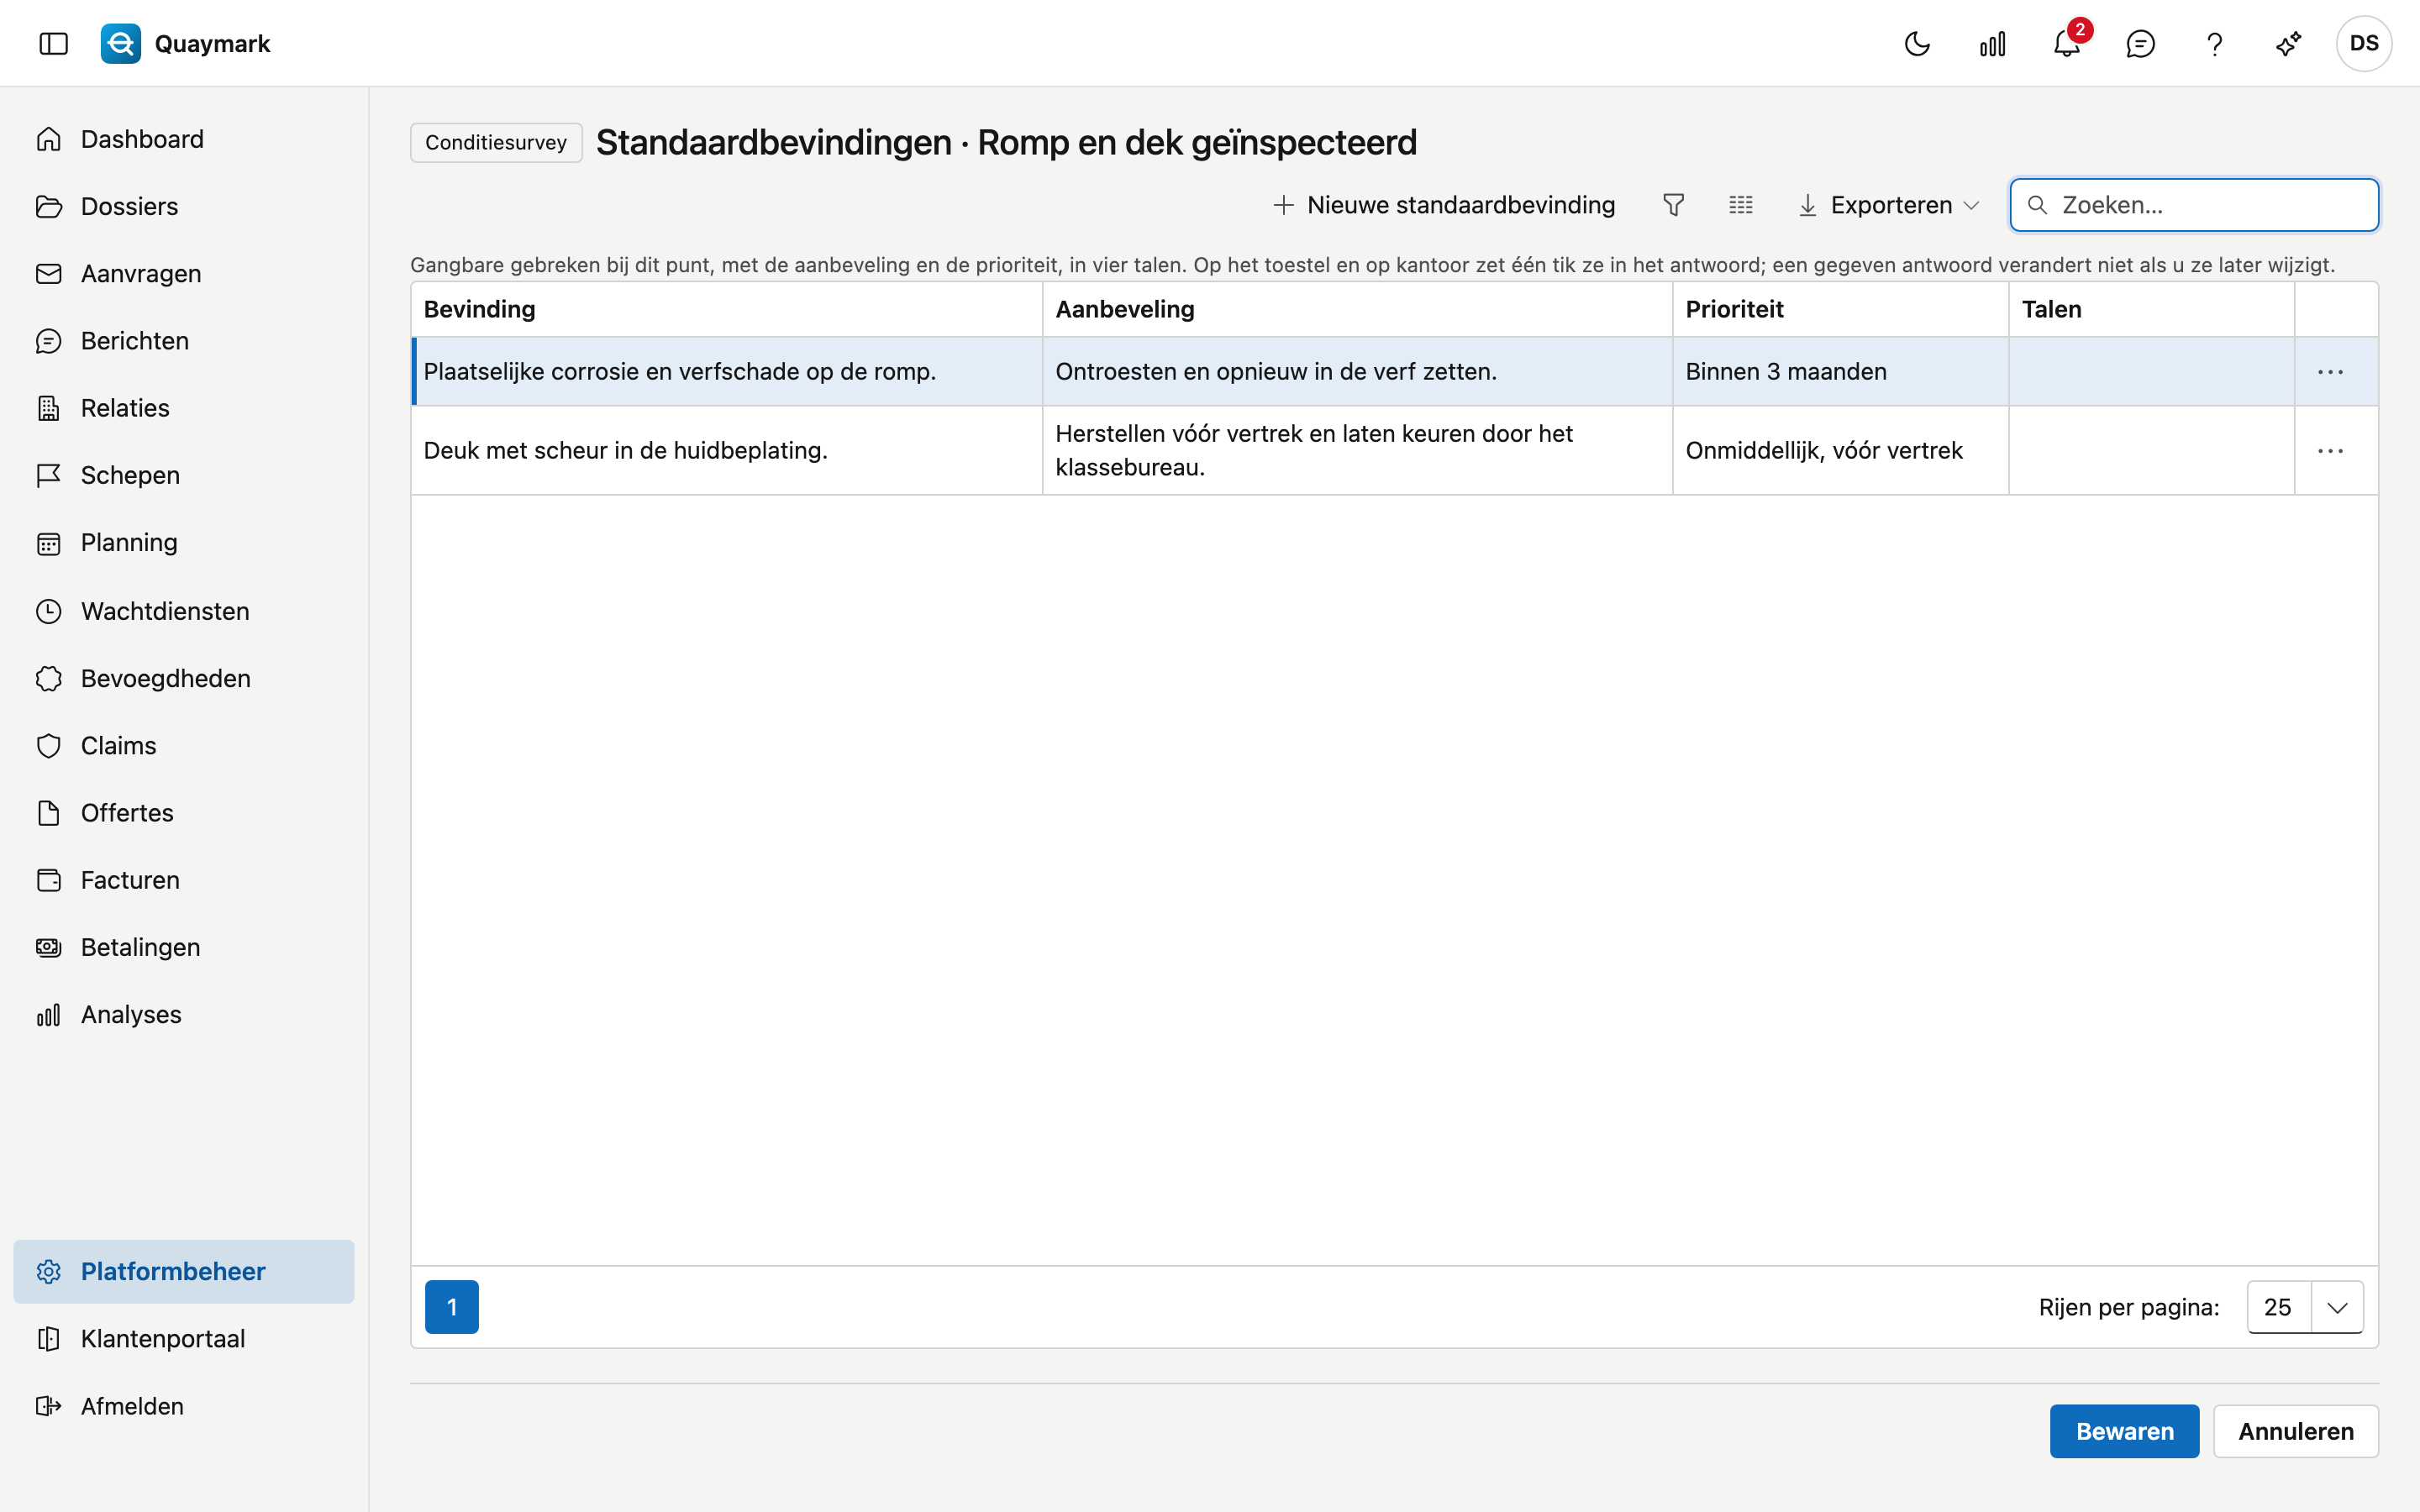 Quaymark
2
DS
Dashboard
Dossiers
Aanvragen
Berichten
Relaties
Schepen
Planning
Wachtdiensten
Bevoegdheden
Claims
Offertes
Facturen
Betalingen
Analyses
Platformbeheer
Klantenportaal
Afmelden
Conditiesurvey
Standaardbevindingen · Romp en dek geïnspecteerd
Nieuwe standaardbevinding
Exporteren
Zoeken...
Gangbare gebreken bij dit punt, met de aanbeveling en de prioriteit, in vier talen. Op het toestel en op kantoor zet één tik ze in het antwoord; een gegeven antwoord verandert niet als u ze later wijzigt.
Bevinding Aanbeveling Prioriteit Talen
Plaatselijke corrosie en verfschade op de romp. Ontroesten en opnieuw in de verf zetten. Binnen 3 maanden
Deuk met scheur in de huidbeplating. Herstellen vóór vertrek en laten keuren door het
klassebureau. Onmiddellijk, vóór vertrek
1
Rijen per pagina: 25
Bewaren Annuleren